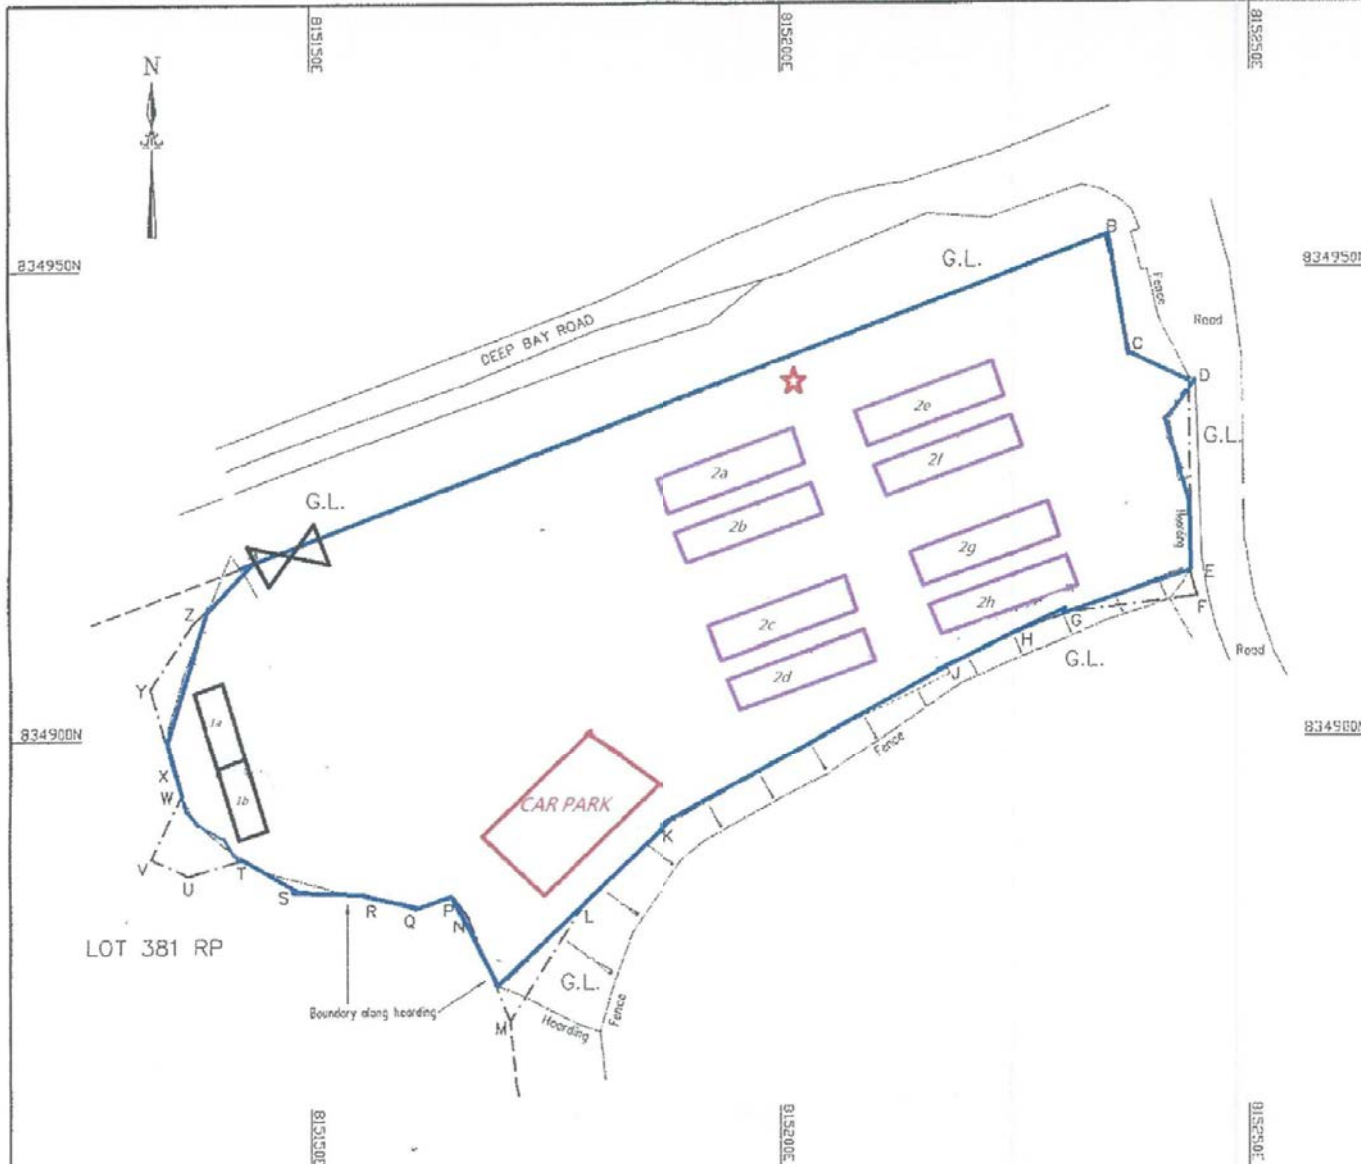 815150E
815200E
815250E
N
B
G.L.
834950N
834950N
Fence
Road
DEEP BAY ROAD
C
D
2e
G.L.
2f
2a
G.L.
2b
Hoarding
2g
E
2h
F
2c
G
Z
H
Road
G.L.
2d
J
Y
1a
834900N
834900N
Fence
X
W
1b
CAR PARK
K
V
T
U
S
R
P
L
Q
N
LOT 381 RP
G.L.
Boundary along hoarding
M
Hoarding
Fence
815150E
815200E
815250E